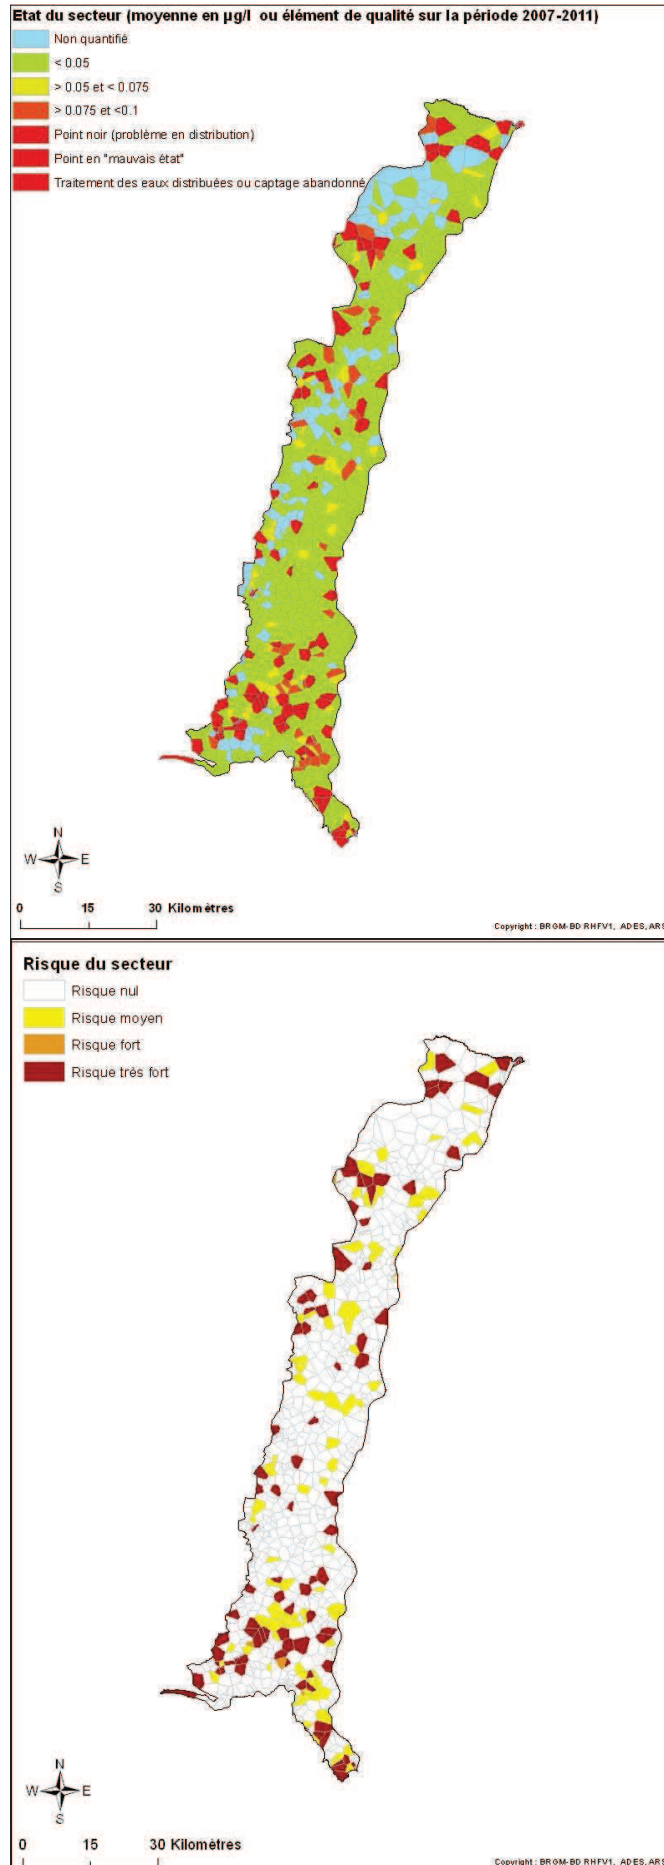 Etat du secteur (moyenne en µg/l ou élément de qualité sur la période 2007-2011)
Non quantifié
< 0.05
> 0.05 et < 0.075
> 0.075 et <0.1
Point noir (problème en distribution)
Point en "mauvais état"
Traitement des eaux distribuées ou captage abandonné
N
W E
S
0 15 30 Kilomètres
Copyright : BRGM-BD RHFV1, ADES, ARS
Risque du secteur
Risque nul
Risque moyen
Risque fort
Risque très fort
N
W E
S
0 15 30 Kilomètres
Copyright : BRGM-BD RHFV1, ADES, ARS